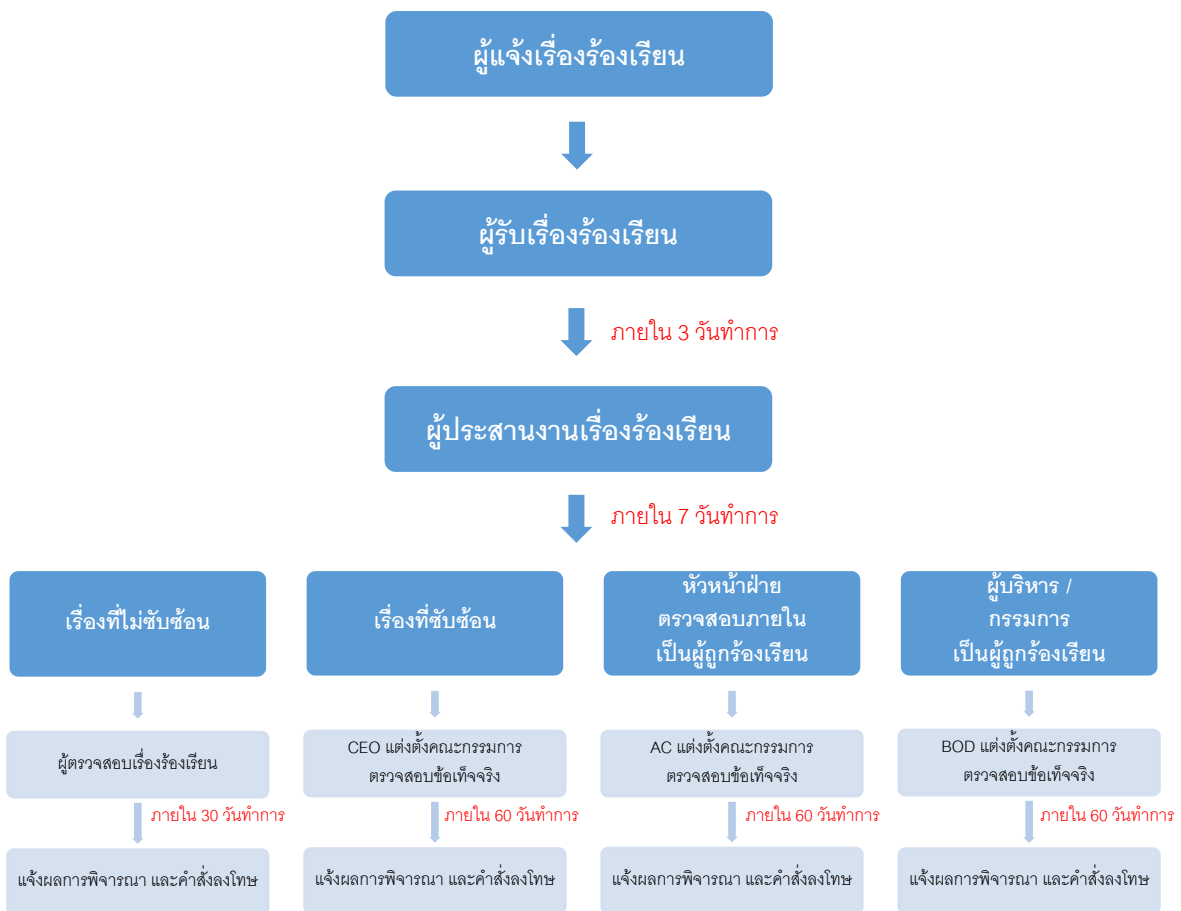 ผู้แจ้งเรื่องร้องเรียน
ผู้รับเรื่องร้องเรียน
ภายใน 3 วันทำการ
ผู้ประสานงานเรื่องร้องเรียน
ภายใน 7 วันทำการ
เรื่องที่ไม่ซับซ้อน
เรื่องที่ซับซ้อน
หัวหน้าฝ่าย
ตรวจสอบภายใน
เป็นผู้ถูกร้องเรียน
ผู้บริหาร /
กรรมการ
เป็นผู้ถูกร้องเรียน
ผู้ตรวจสอบเรื่องร้องเรียน
CEO แต่งตั้งคณะกรรมการ
ตรวจสอบข้อเท็จจริง
AC แต่งตั้งคณะกรรมการ
ตรวจสอบข้อเท็จจริง
BOD แต่งตั้งคณะกรรมการ
ตรวจสอบข้อเท็จจริง
ภายใน 30 วันทำการ
ภายใน 60 วันทำการ
ภายใน 60 วันทำการ
ภายใน 60 วันทำการ
แจ้งผลการพิจารณา และคำสั่งลงโทษ
แจ้งผลการพิจารณา และคำสั่งลงโทษ
แจ้งผลการพิจารณา และคำสั่งลงโทษ
แจ้งผลการพิจารณา และคำสั่งลงโทษ